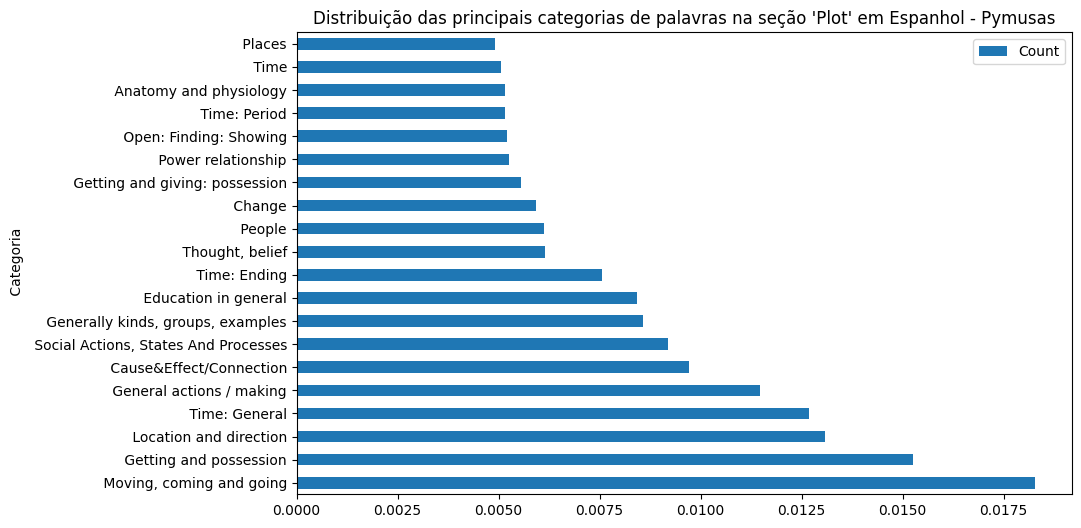 Distribuição das principais categorias de palavras na seção 'Plot' em Espanhol - Pymusas
Count
Categoria
Places
Time
Anatomy and physiology
Time: Period
Open: Finding: Showing
Power relationship
Getting and giving: possession
Change
People
Thought, belief
Time: Ending
Education in general
Generally kinds, groups, examples
Social Actions, States And Processes
Cause&Effect/Connection
General actions / making
Time: General
Location and direction
Getting and possession
Moving, coming and going
0.0000 0.0025 0.0050 0.0075 0.0100 0.0125 0.0150 0.0175